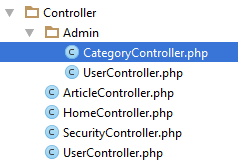 Controller
Admin
CategoryController.php
UserController.php
ArticleController.php
HomeController.php
SecurityController.php
UserController.php